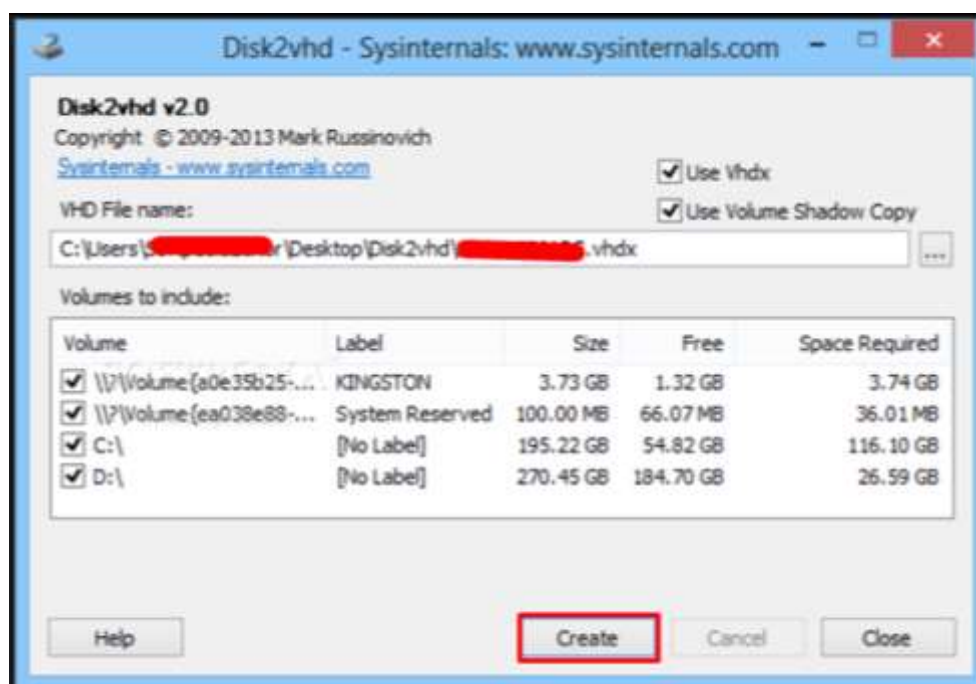 Disk2vhd - Sysinternals: www.sysinternals.com
Disk2vhd v2.0
Copyright © 2009-2013 Mark Russinovich
Sysinternals - www.sysinternals.com
Use Vhdx
VHD File name:
Use Volume Shadow Copy
C:\Users\ r\Desktop\Disk2vhd\ .vhdx ...
Volumes to include:
Volume Label Size Free Space Required
\\?\Volume{a0e35b25-... KINGSTON 3.73 GB 1.32 GB 3.74 GB
\\?\Volume{ea038e88-... System Reserved 100.00 MB 66.07 MB 36.01 MB
C:\ [No Label] 195.22 GB 54.82 GB 116.10 GB
D:\ [No Label] 270.45 GB 184.70 GB 26.59 GB
Help Create Cancel Close